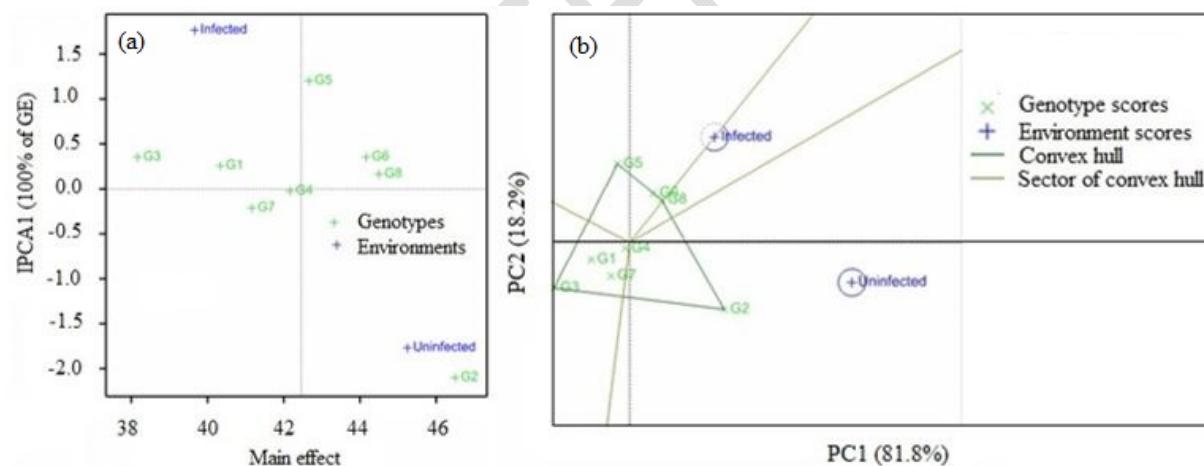 (a)
Infected
G5
G3
G1
G6
G8
G4
G7
Genotypes
Environments
Uninfected
G2
1.5
1.0
0.5
0.0
-0.5
-1.0
-1.5
-2.0
IPCA1 (100% of GE)
38 40 42 44 46
Main effect
(b)
Infected
G5
G8
G4
G1
G7
G3
G2
Uninfected
PC2 (18.2%)
PC1 (81.8%)
Genotype scores
Environment scores
Convex hull
Sector of convex hull